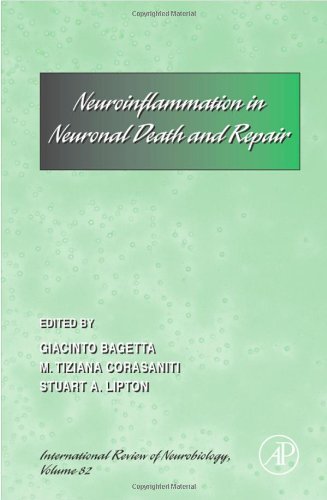 Neuroinflammation in
Neuronal Death and Repair
EDITED BY
GIACINTO BAGETTA
M. TIZIANA CORASANITI
STUART A. LIPTON
International Review of Neurobiology,
Volume 82
AP